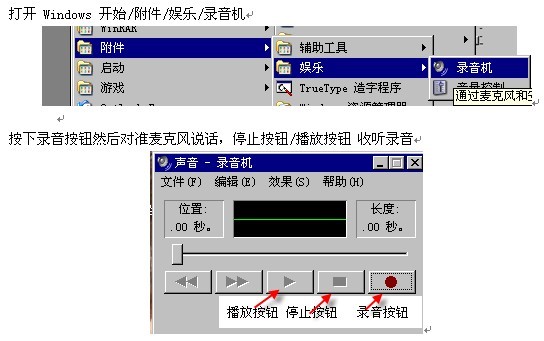 打开 Windows 开始/附件/娱乐/录音机
WinRAR
附件
启动
游戏
辅助工具
娱乐
TrueType 造字程序
录音机
音量控制
通过麦克风和
按下录音按钮然后对准麦克风说话，停止按钮/播放按钮 收听录音
声音 - 录音机
文件(F) 编辑(E) 效果(S) 帮助(H)
位置: 长度:
.00 秒。 .00 秒。
播放按钮 停止按钮 录音按钮